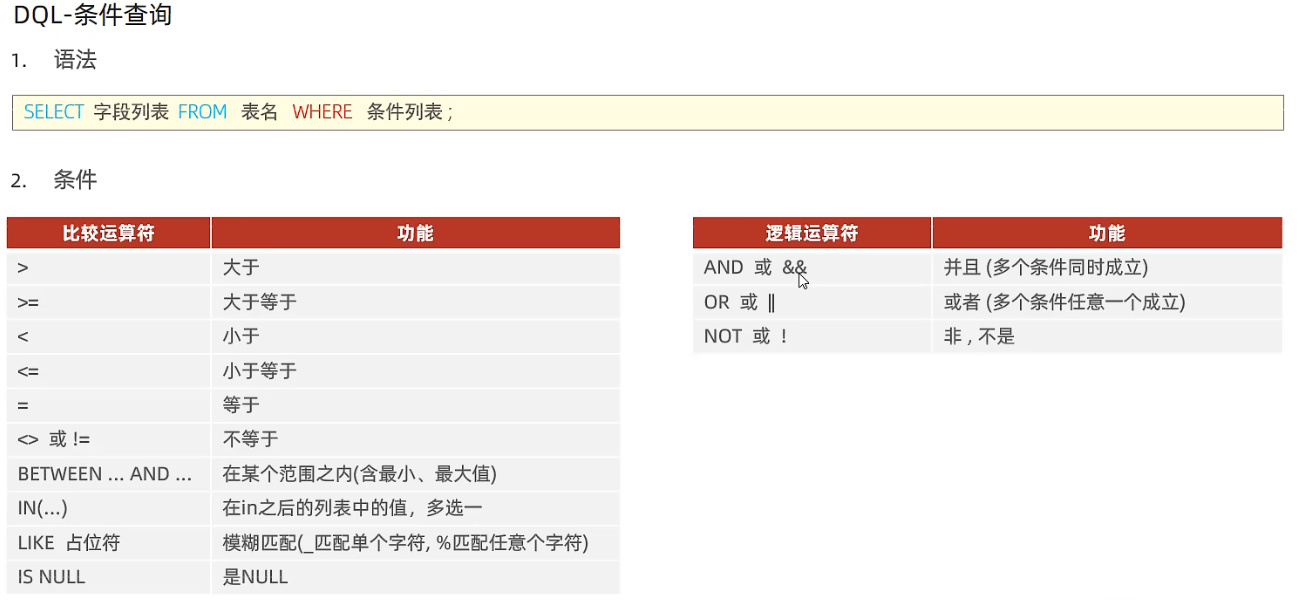 DQL-条件查询
1. 语法
SELECT 字段列表 FROM 表名 WHERE 条件列表 ;
2. 条件
比较运算符 功能
> 大于
>= 大于等于
< 小于
<= 小于等于
= 等于
<> 或 != 不等于
BETWEEN ... AND ... 在某个范围之内(含最小、最大值)
IN(...) 在in之后的列表中的值，多选一
LIKE 占位符 模糊匹配(_匹配单个字符, %匹配任意个字符)
IS NULL 是NULL
逻辑运算符 功能
AND 或 && 并且 (多个条件同时成立)
OR 或 || 或者 (多个条件任意一个成立)
NOT 或 ! 非 , 不是